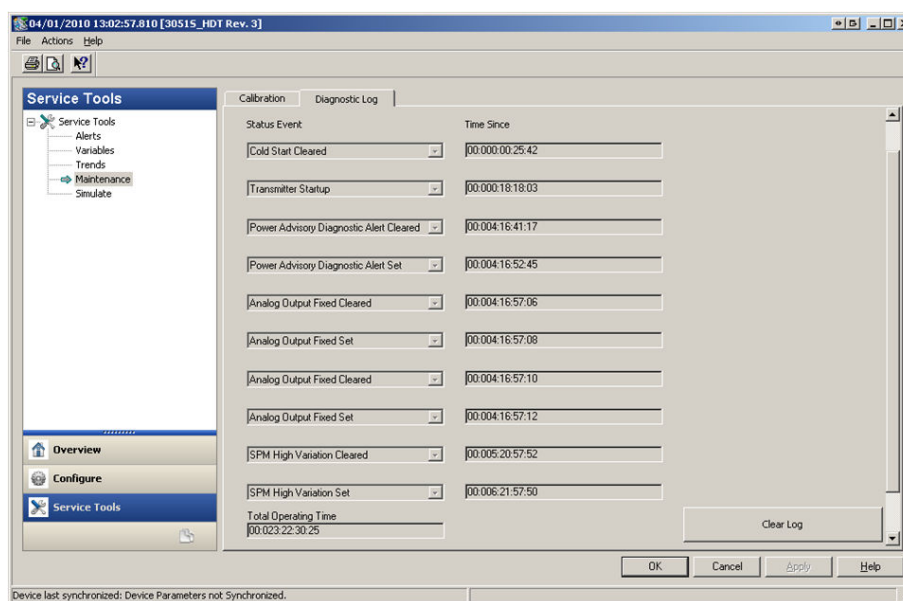 04/01/2010 13:02:57.810 [3051S_HDT Rev. 3]
File Actions Help
Service Tools
Service Tools
Alerts
Variables
Trends
Maintenance
Simulate
Overview
Configure
Service Tools
Calibration Diagnostic Log
Status Event Time Since
Cold Start Cleared 00:000:00:25:42
Transmitter Startup 00:000:18:18:03
Power Advisory Diagnostic Alert Cleared 00:004:16:41:17
Power Advisory Diagnostic Alert Set 00:004:16:52:45
Analog Output Fixed Cleared 00:004:16:57:06
Analog Output Fixed Set 00:004:16:57:08
Analog Output Fixed Cleared 00:004:16:57:10
Analog Output Fixed Set 00:004:16:57:12
SPM High Variation Cleared 00:005:20:57:52
SPM High Variation Set 00:006:21:57:50
Total Operating Time
00:023:22:30:25
Clear Log
OK Cancel Apply Help
Device last synchronized: Device Parameters not Synchronized.